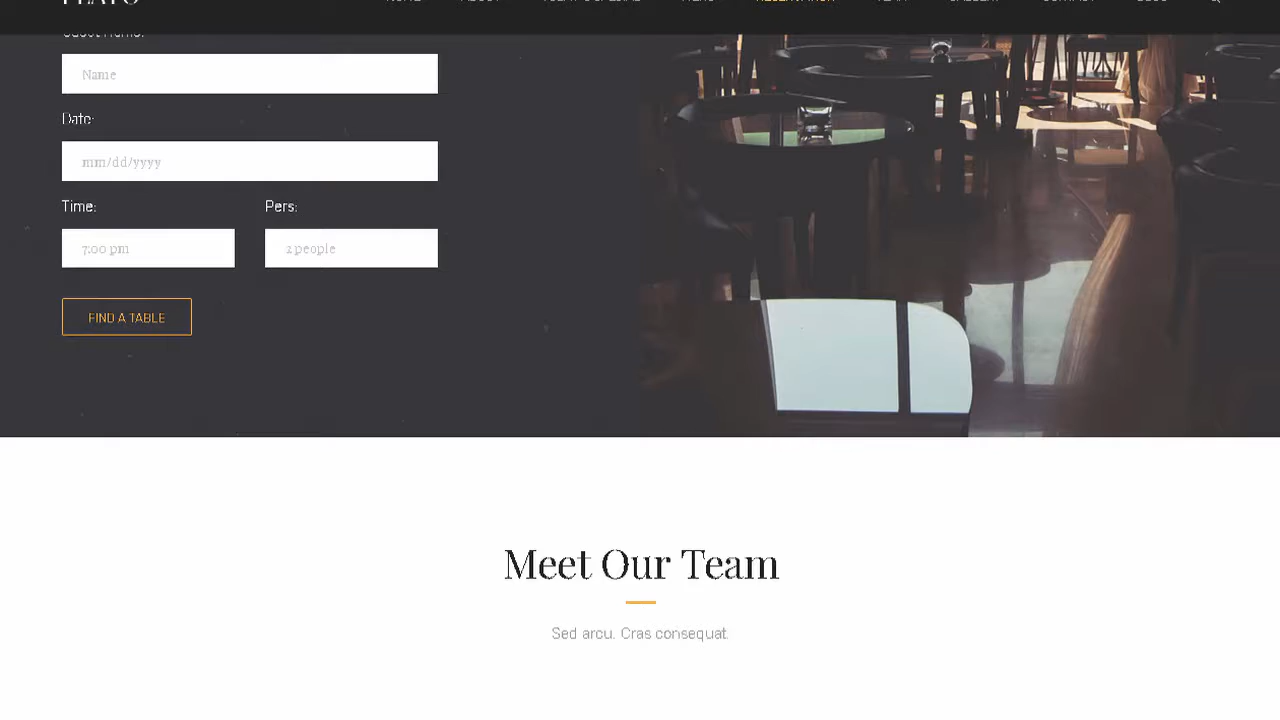 Name
Date:
mm/dd/yyyy
Time: Pers:
7:00 pm 2 people
FIND A TABLE
Meet Our Team
Sed arcu. Cras consequat.